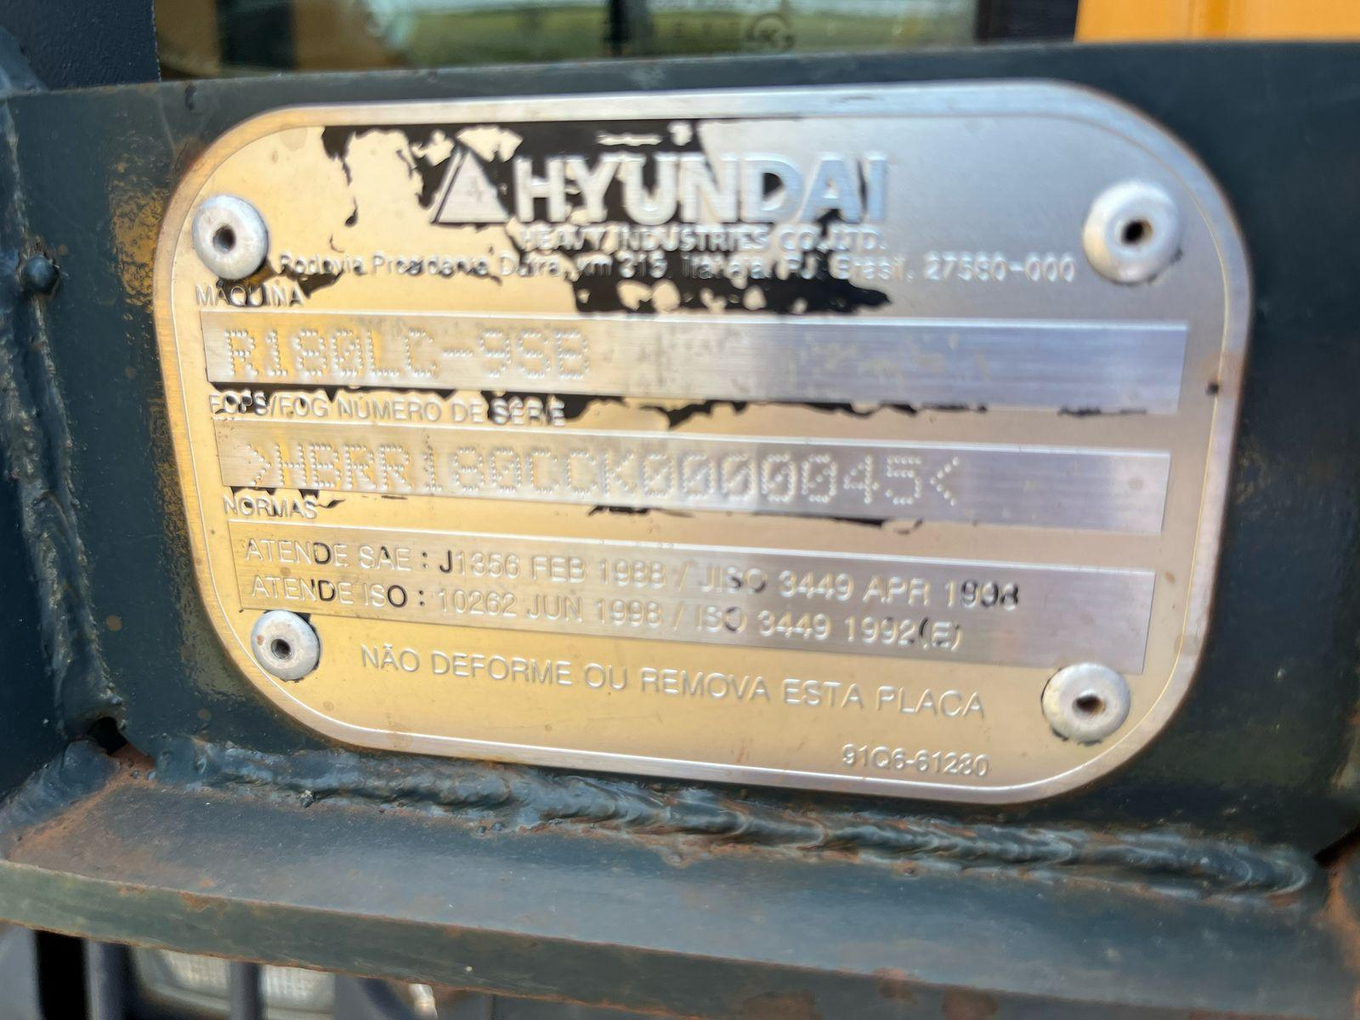 HYUNDAI
HEAVY INDUSTRIES CO.,LTD.
Rodovia Presidente Dutra, km 315, Itatiaia, RJ, Brasil, 27580-000
MÁQUINA
R180LC-9SB
FOPS/FOG NÚMERO DE SÉRIE
>HBRR180CCK0000045<
NORMAS
ATENDE SAE : J1356 FEB 1988 / JISO 3449 APR 1998
ATENDE ISO : 10262 JUN 1998 / ISO 3449 1992(E)
NÃO DEFORME OU REMOVA ESTA PLACA
91Q6-61280